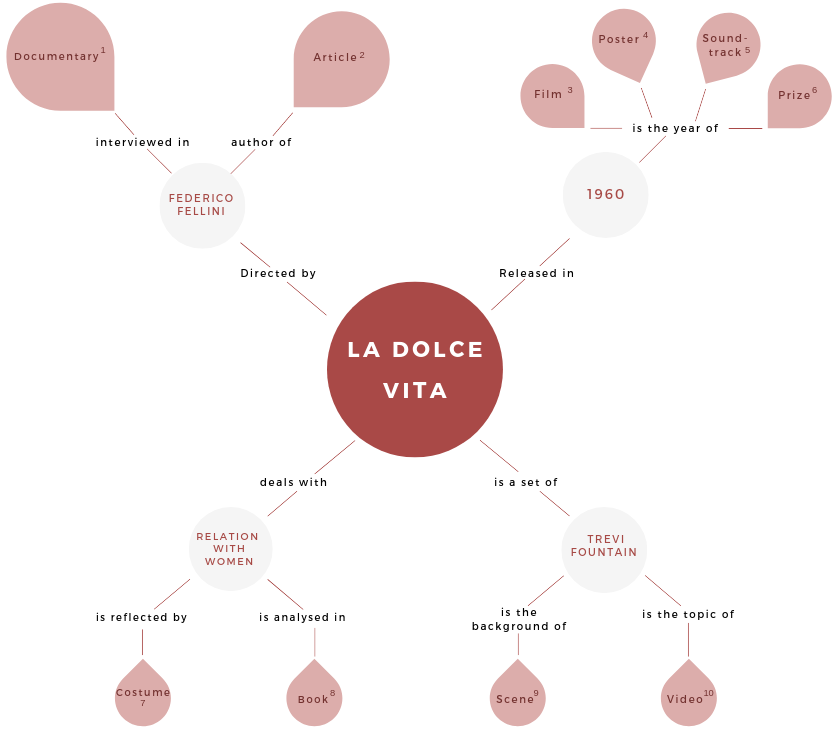 Documentary 1
Article 2
Film 3
Poster 4
Sound-
track 5
Prize 6
interviewed in
author of
is the year of
FEDERICO
FELLINI
1960
Directed by
Released in
LA DOLCE
VITA
deals with
is a set of
RELATION
WITH
WOMEN
TREVI
FOUNTAIN
is reflected by
is analysed in
is the
background of
is the topic of
Costume
7
Book 8
Scene 9
Video 10